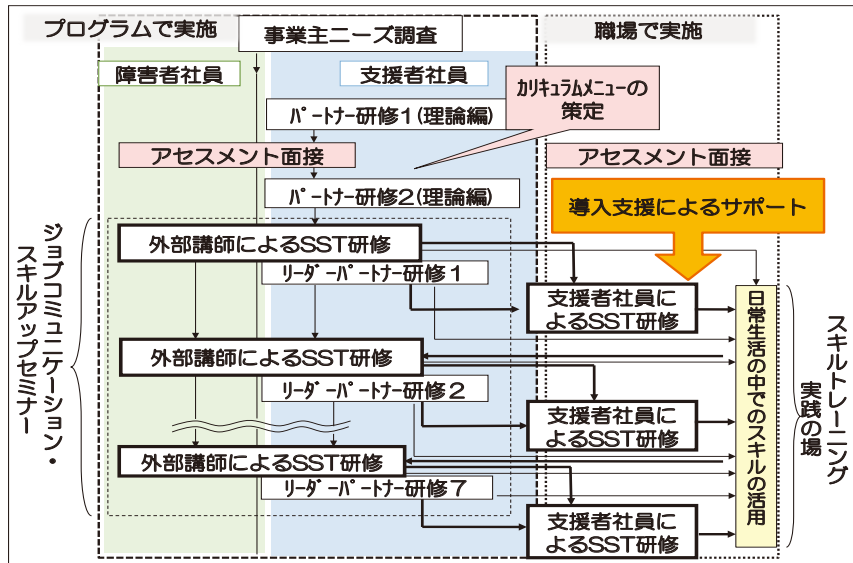 プログラムで実施
事業主ニーズ調査
職場で実施
障害者社員
支援者社員
カリキュラムメニューの
策定
パートナー研修1(理論編)
アセスメント面接
アセスメント面接
パートナー研修2(理論編)
導入支援によるサポート
ジョブコミュニケーション・
スキルアップセミナー
外部講師によるSST研修
リーダーパートナー研修1
支援者社員に
よるSST研修
外部講師によるSST研修
リーダーパートナー研修2
支援者社員に
よるSST研修
外部講師によるSST研修
リーダーパートナー研修7
支援者社員に
よるSST研修
日常生活の中でのスキルの活用
スキルトレーニング
実践の場